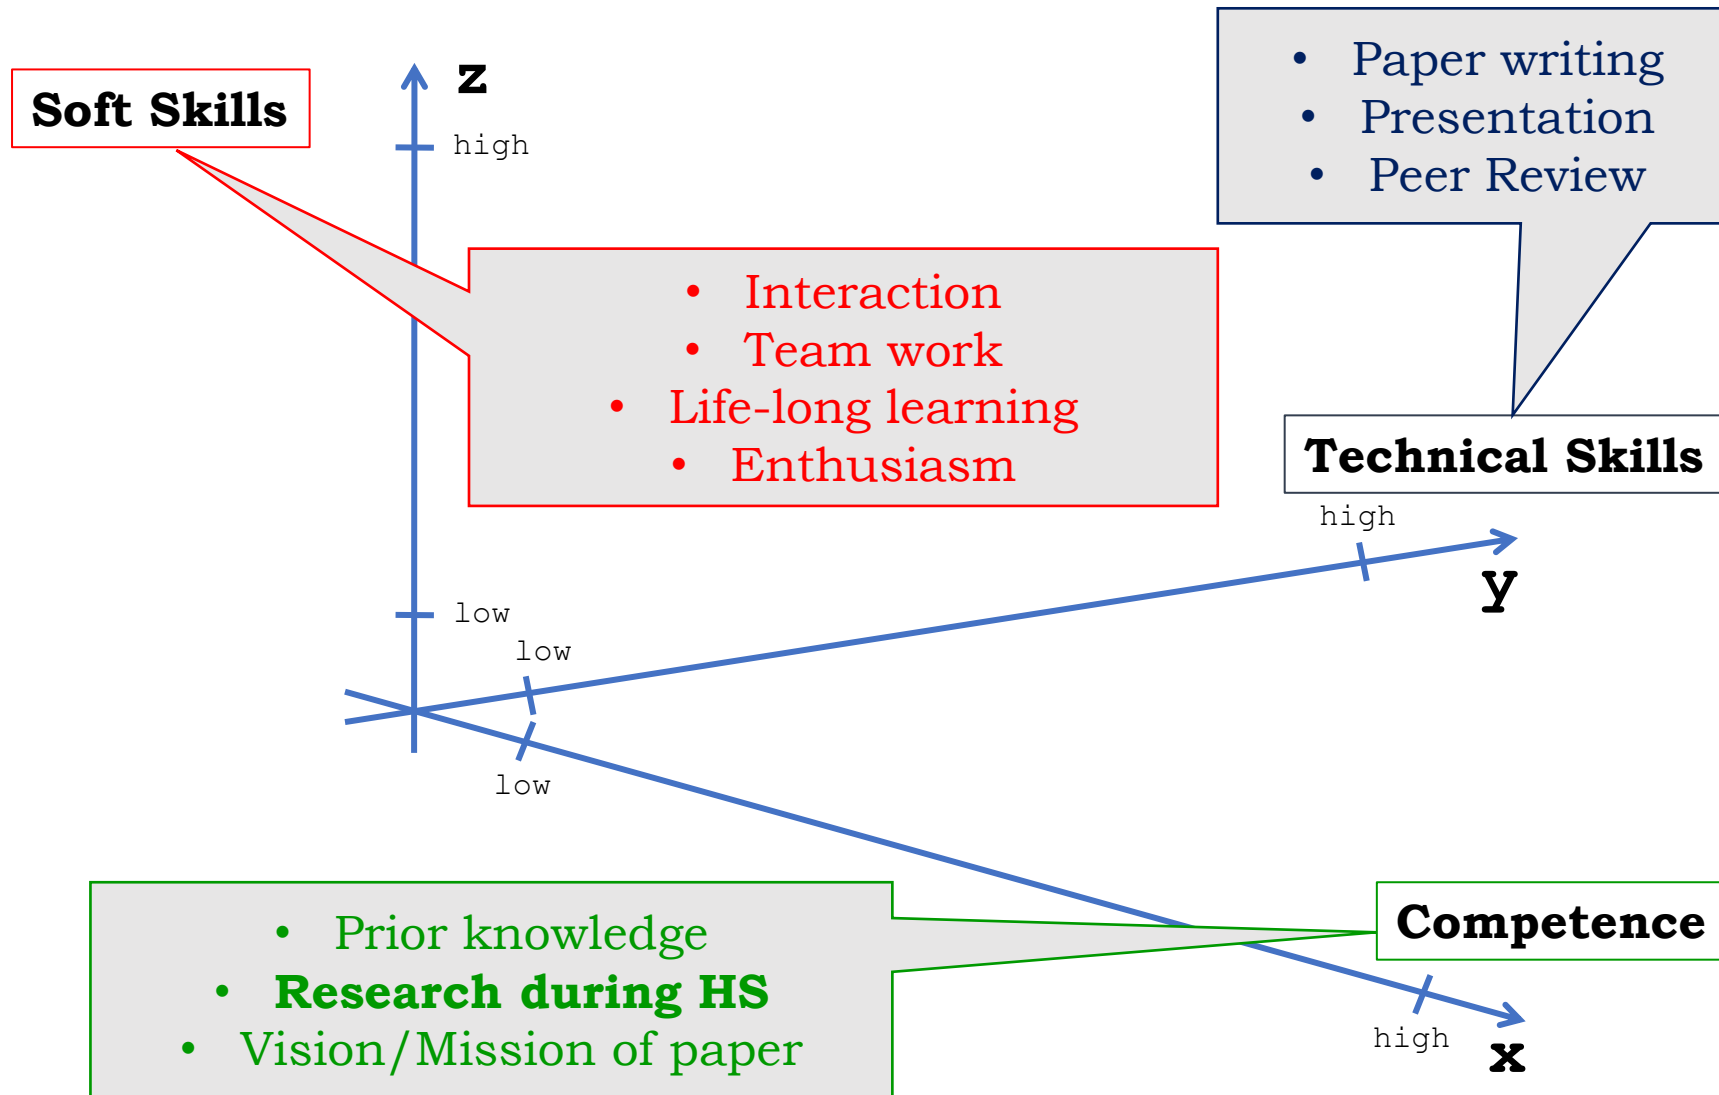 Soft Skills
z
high
• Paper writing
• Presentation
• Peer Review
• Interaction
• Team work
• Life-long learning
• Enthusiasm
Technical Skills
high
y
low
low
low
• Prior knowledge
• Research during HS
• Vision/Mission of paper
Competence
high
x